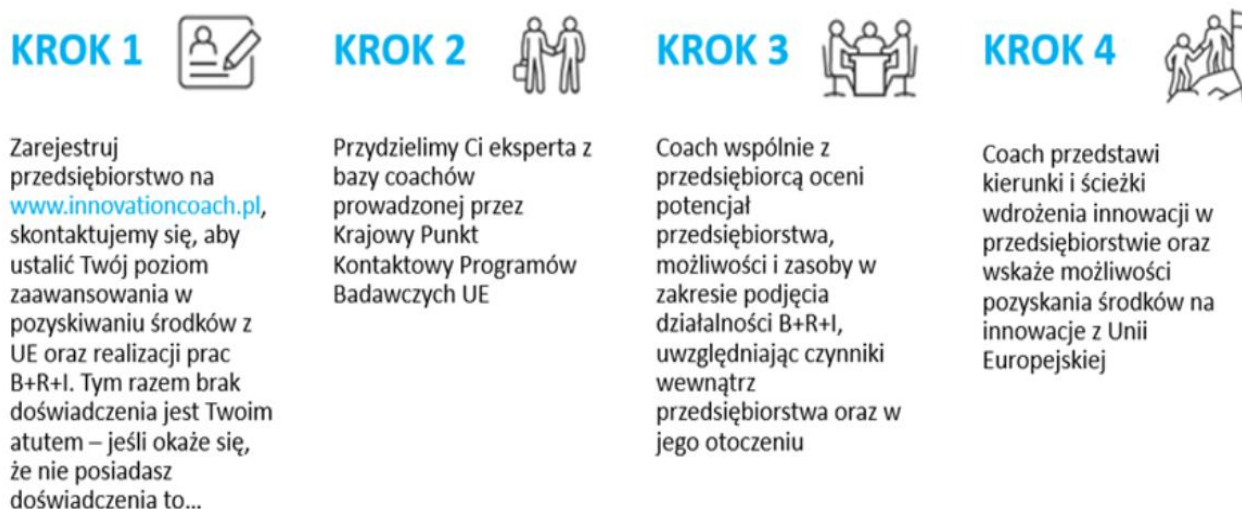 KROK 1
Zarejestruj
przedsiębiorstwo na
www.innovationcoach.pl,
skontaktujemy się, aby
ustalić Twój poziom
zaawansowania w
pozyskiwaniu środków z
UE oraz realizacji prac
B+R+I. Tym razem brak
doświadczenia jest Twoim
atutem – jeśli okaże się,
że nie posiadasz
doświadczenia to...
KROK 2
Przydzielimy Ci eksperta z
bazy coachów
prowadzonej przez
Krajowy Punkt
Kontaktowy Programów
Badawczych UE
KROK 3
Coach wspólnie z
przedsiębiorcą oceni
potencjał
przedsiębiorstwa,
możliwości i zasoby w
zakresie podjęcia
działalności B+R+I,
uwzględniając czynniki
wewnątrz
przedsiębiorstwa oraz w
jego otoczeniu
KROK 4
Coach przedstawi
kierunki i ścieżki
wdrożenia innowacji w
przedsiębiorstwie oraz
wskaże możliwości
pozyskania środków na
innowacje z Unii
Europejskiej